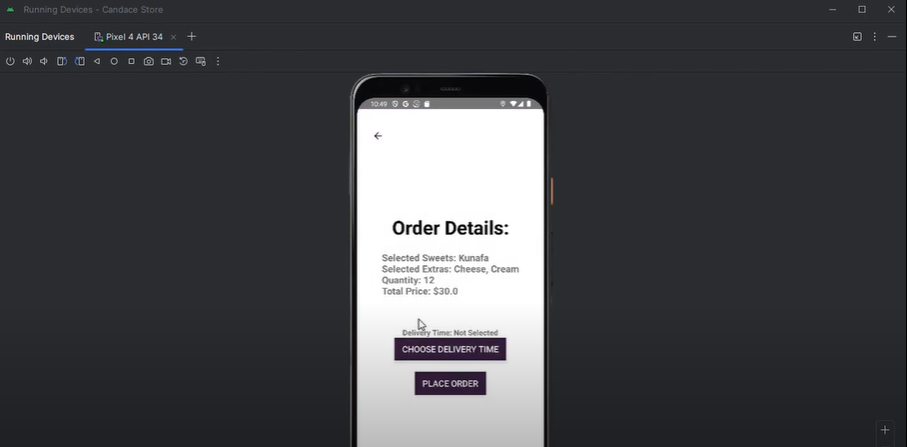 Running Devices - Candace Store
Running Devices
Pixel 4 API 34
10:49
Order Details:
Selected Sweets: Kunafa
Selected Extras: Cheese, Cream
Quantity: 12
Total Price: $30.0
Delivery Time: Not Selected
CHOOSE DELIVERY TIME
PLACE ORDER